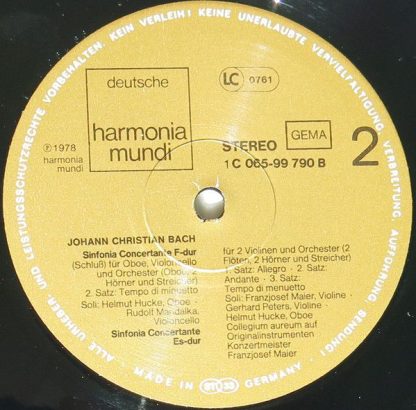 ALLE URHEBER- UND LEISTUNGSSCHUTZRECHTE VORBEHALTEN. KEIN VERLEIH! KEINE UNERLAUBTE VERVIELFÄLTIGUNG, VERBREITUNG, AUFFÜHRUNG, SENDUNG!
deutsche
harmonia
mundi
LC 0761
℗ 1978
harmonia
mundi
STEREO
GEMA
2
1 C 065-99 790 B
JOHANN CHRISTIAN BACH
Sinfonia Concertante F-dur
(Schluß) für Oboe, Violoncello
und Orchester (Oboe, 2
Hörner und Streicher)
2. Satz: Tempo di menuetto
Soli: Helmut Hucke, Oboe ·
Rudolf Mandalka,
Violoncello
Sinfonia Concertante
Es-dur
für 2 Violinen und Orchester (2
Flöten, 2 Hörner und Streicher)
1. Satz: Allegro · 2. Satz:
Andante · 3. Satz:
Tempo di menuetto
Soli: Franzjosef Maier, Violine ·
Gerhard Peters, Violine ·
Helmut Hucke, Oboe
Collegium aureum auf
Originalinstrumenten
Konzertmeister
Franzjosef Maier
MADE IN ST 33 GERMANY